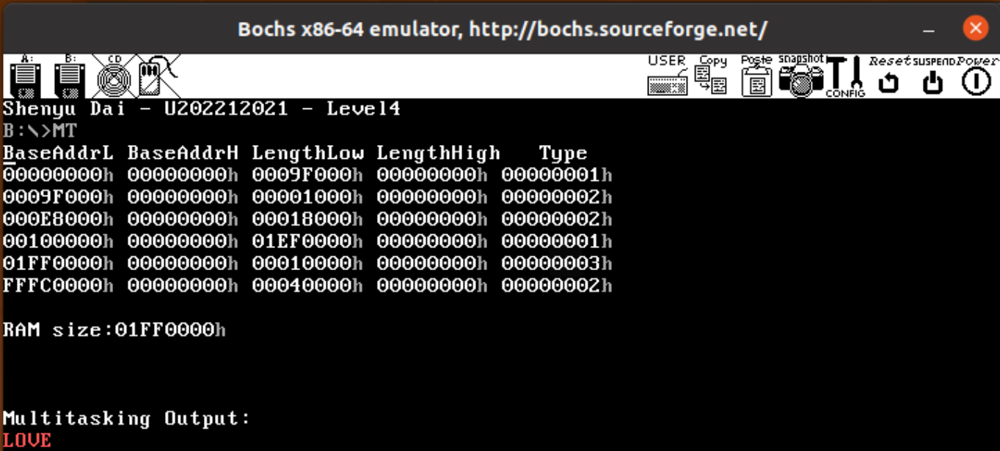 Bochs x86-64 emulator, http://bochs.sourceforge.net/
A: B: CD USER Copy Paste snapshot CONFIG Reset SUSPEND Power
Shenyu Dai - U202212021 - Level4
B:\>MT
BaseAddrL BaseAddrH LengthLow LengthHigh Type
00000000h 00000000h 0009F000h 00000000h 00000001h
0009F000h 00000000h 00001000h 00000000h 00000002h
000E8000h 00000000h 00018000h 00000000h 00000002h
00100000h 00000000h 01EF0000h 00000000h 00000001h
01FF0000h 00000000h 00010000h 00000000h 00000003h
FFFC0000h 00000000h 00040000h 00000000h 00000002h
RAM size:01FF0000h
Multitasking Output:
LOVE